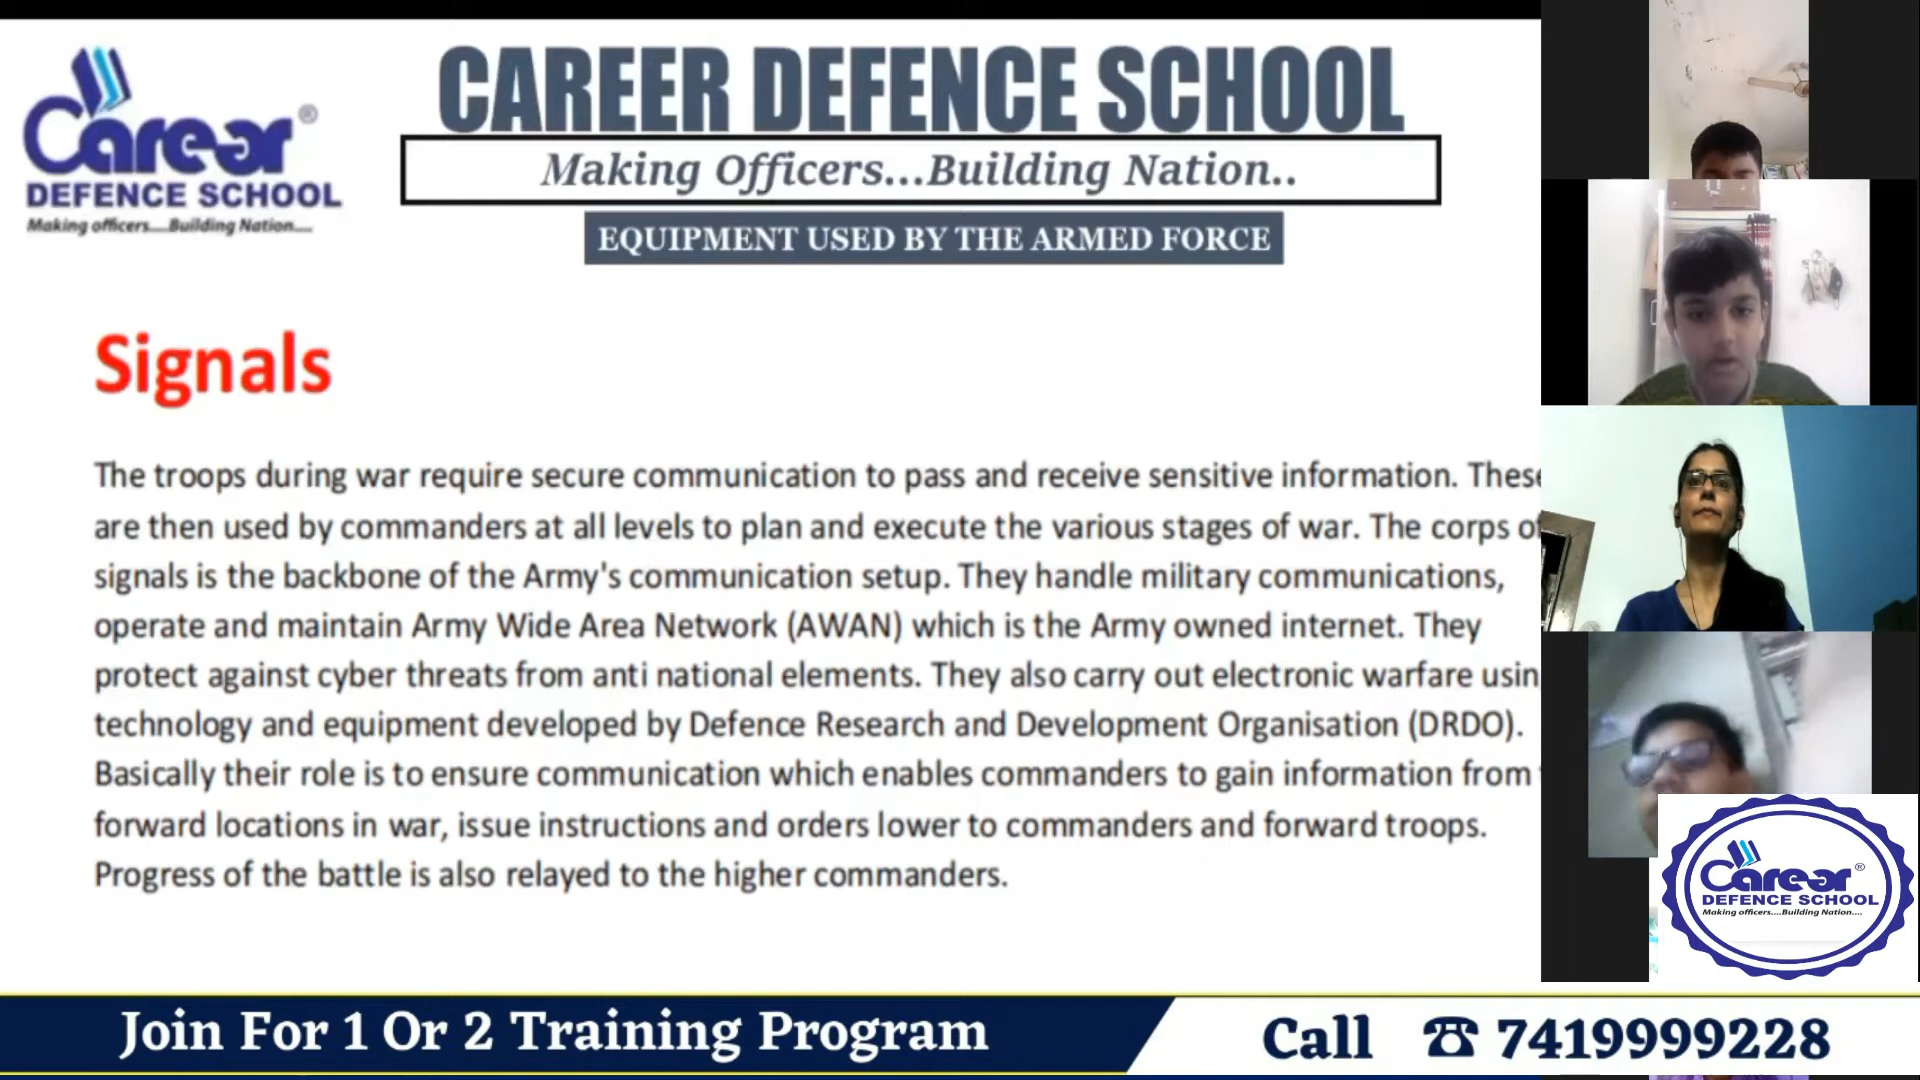 Carear®
DEFENCE SCHOOL
Making officers....Building Nation....
CAREER DEFENCE SCHOOL
Making Officers...Building Nation..
EQUIPMENT USED BY THE ARMED FORCE
Signals
The troops during war require secure communication to pass and receive sensitive information. These
are then used by commanders at all levels to plan and execute the various stages of war. The corps of
signals is the backbone of the Army's communication setup. They handle military communications,
operate and maintain Army Wide Area Network (AWAN) which is the Army owned internet. They
protect against cyber threats from anti national elements. They also carry out electronic warfare usin
technology and equipment developed by Defence Research and Development Organisation (DRDO).
Basically their role is to ensure communication which enables commanders to gain information from
forward locations in war, issue instructions and orders lower to commanders and forward troops.
Progress of the battle is also relayed to the higher commanders.
Carear®
DEFENCE SCHOOL
Making officers....Building Nation....
Join For 1 Or 2 Training Program
Call ☎ 7419999228